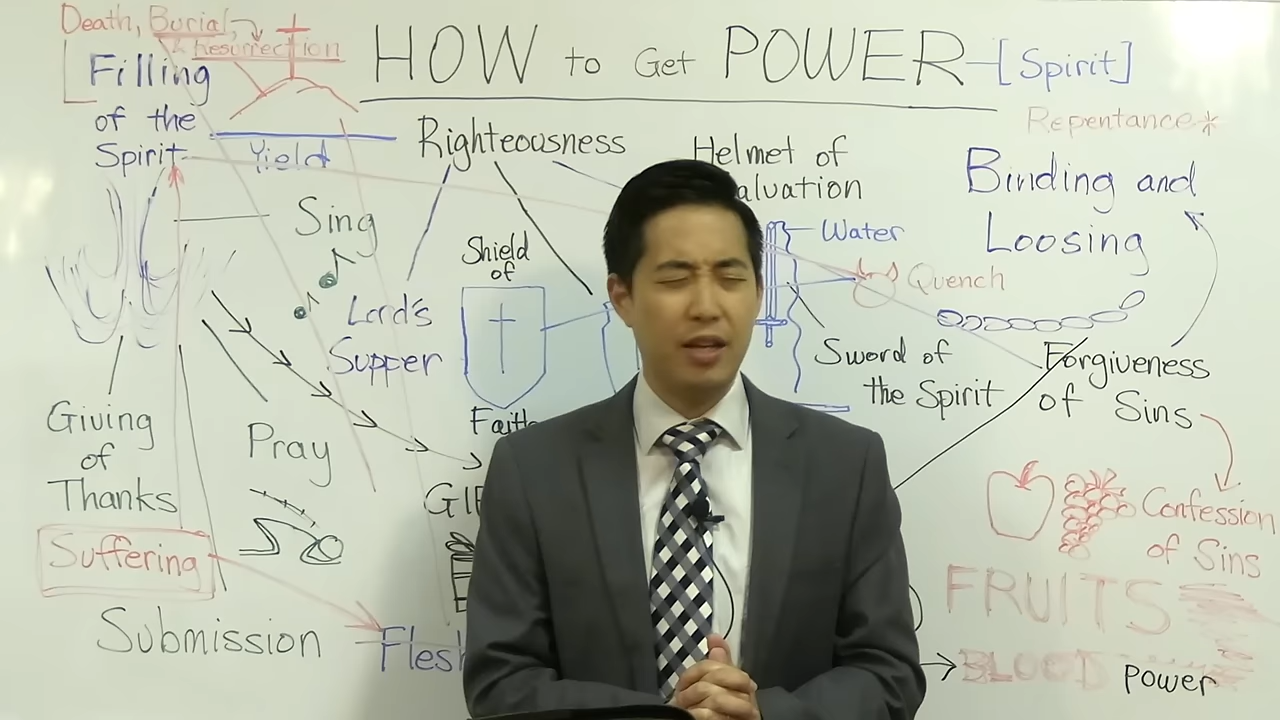 Death, Burial,
& Resurrection
HOW to Get POWER - [Spirit]
Filling
of the
Spirit
Yield
Righteousness
Helmet of
Repentance*
Binding and
Loosing
Sing
Shield
of
Faith
Water
Quench
Lord's
Supper
Sword of
the Spirit
Forgiveness
of Sins
Giving
of
Thanks
Pray
Confession
of Sins
Suffering
FRUITS
Submission
BLOOD Power